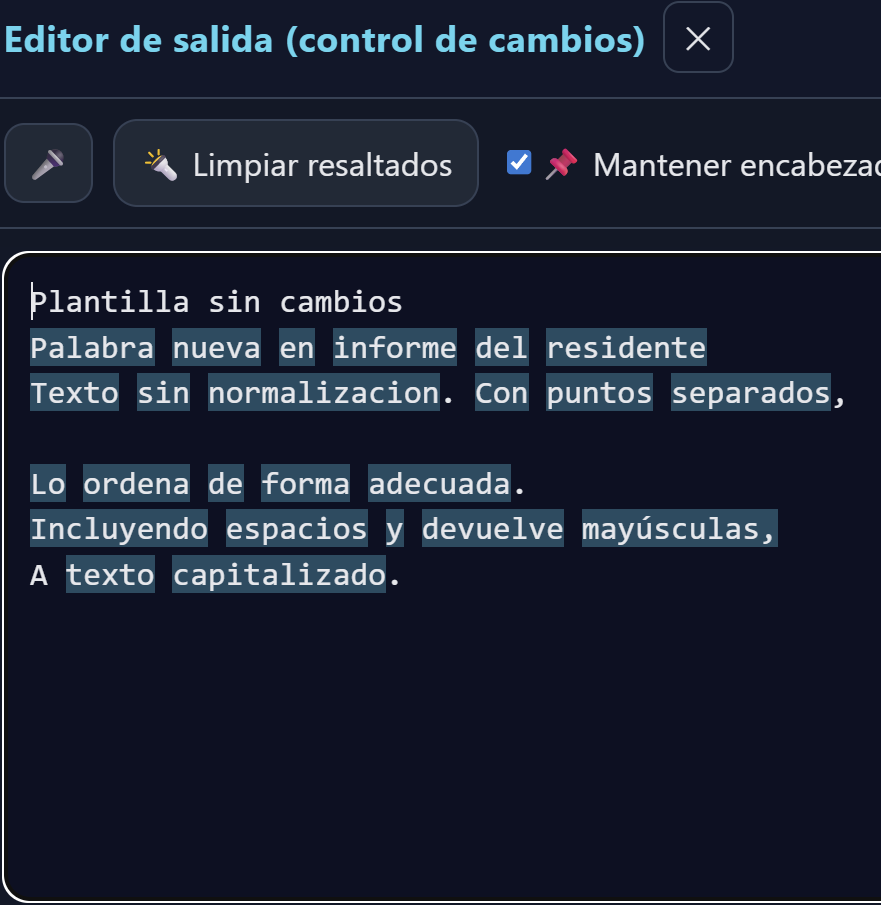 Editor de salida (control de cambios)
Limpiar resaltados
Mantener encabezad
Plantilla sin cambios
Palabra nueva en informe del residente
Texto sin normalizacion. Con puntos separados,
Lo ordena de forma adecuada.
Incluyendo espacios y devuelve mayúsculas,
A texto capitalizado.